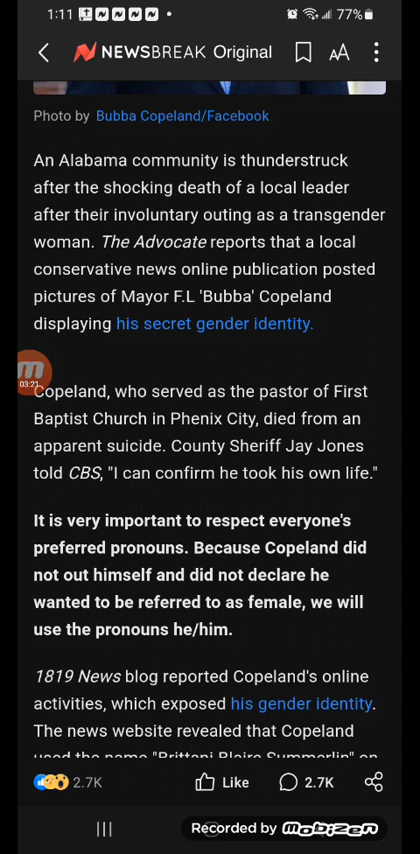 1:11 77%
NEWSBREAK Original AA
Photo by Bubba Copeland/Facebook
An Alabama community is thunderstruck
after the shocking death of a local leader
after their involuntary outing as a transgender
woman. The Advocate reports that a local
conservative news online publication posted
pictures of Mayor F.L 'Bubba' Copeland
displaying his secret gender identity.
03:21
Copeland, who served as the pastor of First
Baptist Church in Phenix City, died from an
apparent suicide. County Sheriff Jay Jones
told CBS, "I can confirm he took his own life."
It is very important to respect everyone's
preferred pronouns. Because Copeland did
not out himself and did not declare he
wanted to be referred to as female, we will
use the pronouns he/him.
1819 News blog reported Copeland's online
activities, which exposed his gender identity.
The news website revealed that Copeland
used the name "Brittani Blaire Summerlin" on
2.7K Like 2.7K
Recorded by mobizen